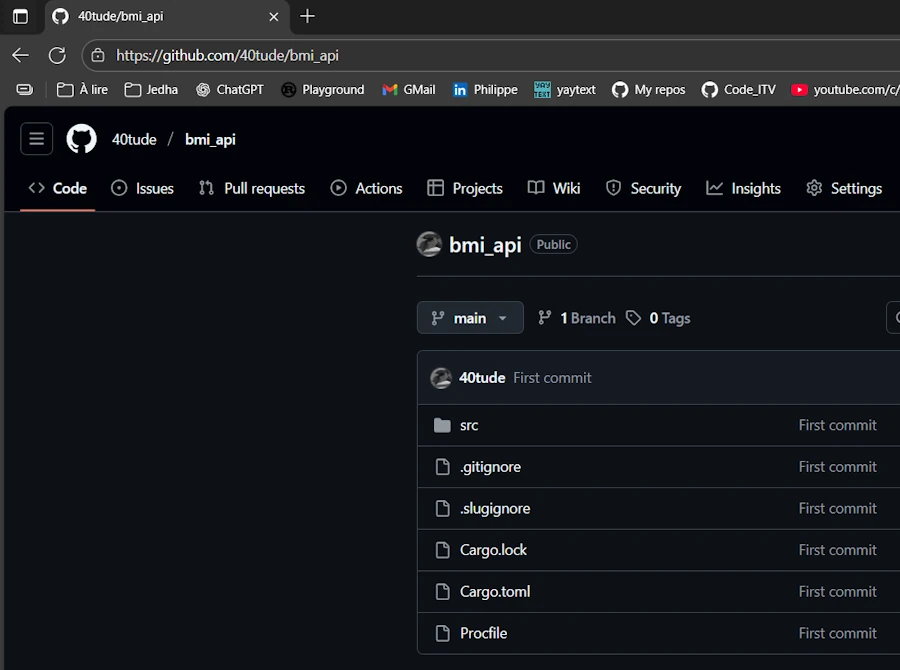 40tude/bmi_api
https://github.com/40tude/bmi_api
À lire Jedha ChatGPT Playground GMail Philippe yaytext My repos Code_ITV youtube.com/c/
40tude / bmi_api
Code Issues Pull requests Actions Projects Wiki Security Insights Settings
bmi_api Public
main 1 Branch 0 Tags
40tude First commit
src First commit
.gitignore First commit
.slugignore First commit
Cargo.lock First commit
Cargo.toml First commit
Procfile First commit